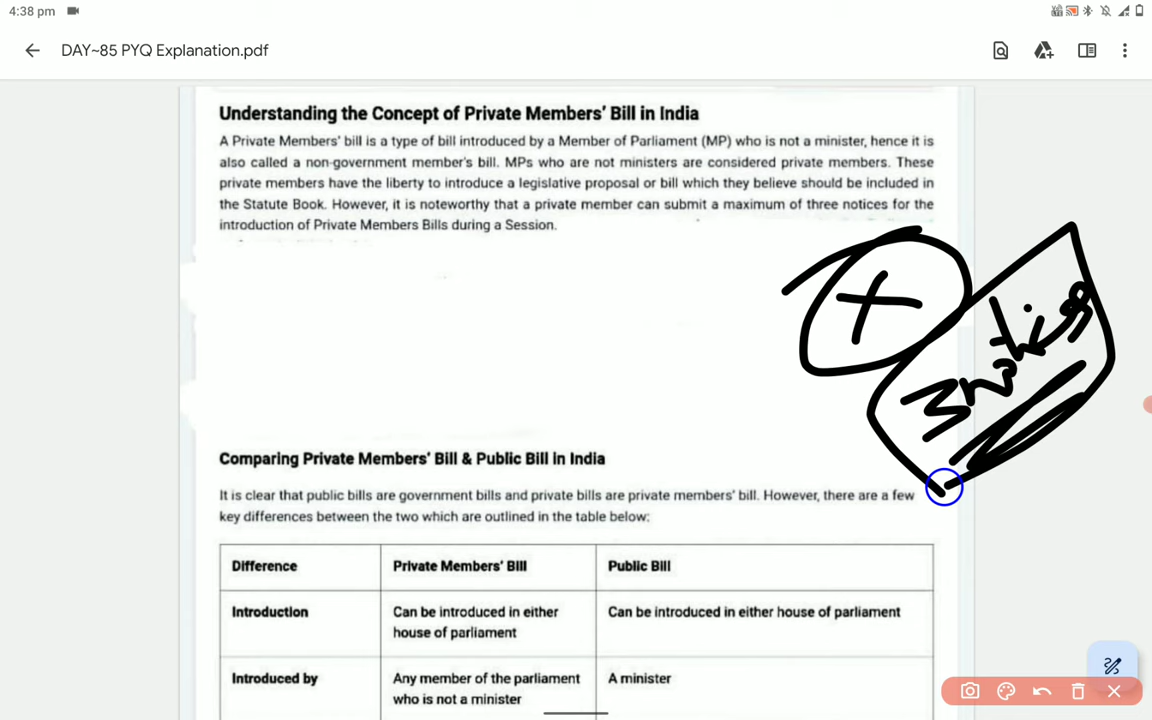 4:38 pm
DAY~85 PYQ Explanation.pdf
Understanding the Concept of Private Members' Bill in India
A Private Members' bill is a type of bill introduced by a Member of Parliament (MP) who is not a minister, hence it is
also called a non-government member's bill. MPs who are not ministers are considered private members. These
private members have the liberty to introduce a legislative proposal or bill which they believe should be included in
the Statute Book. However, it is noteworthy that a private member can submit a maximum of three notices for the
introduction of Private Members Bills during a Session.
Comparing Private Members' Bill & Public Bill in India
It is clear that public bills are government bills and private bills are private members' bill. However, there are a few
key differences between the two which are outlined in the table below:
Difference
Private Members' Bill
Public Bill
Introduction
Can be introduced in either
house of parliament
Can be introduced in either house of parliament
Introduced by
Any member of the parliament
who is not a minister
A minister